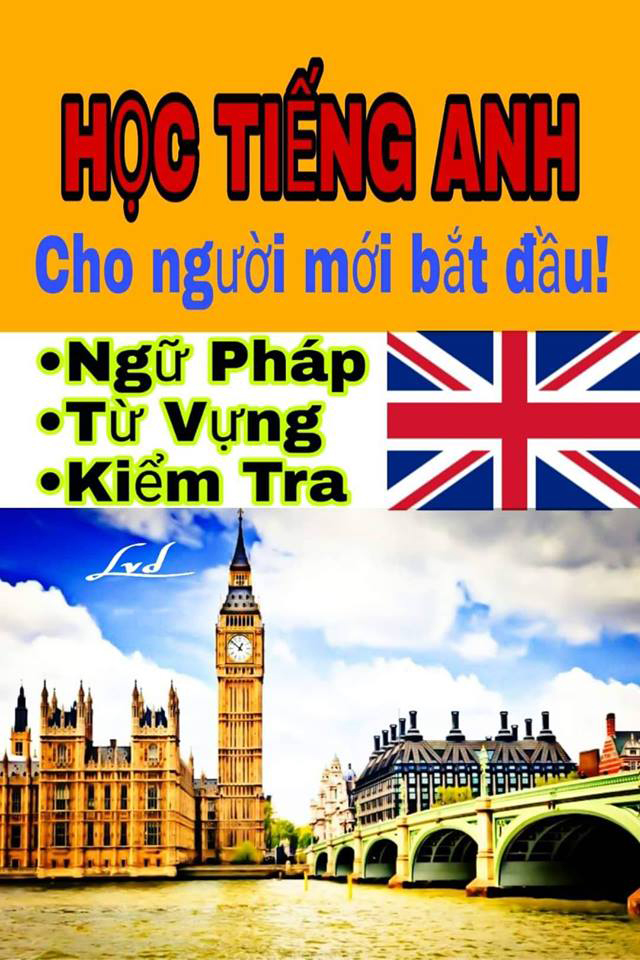 HỌC TIẾNG ANH
Cho người mới bắt đầu!
•Ngữ Pháp
•Từ Vựng
•Kiểm Tra
Lvd